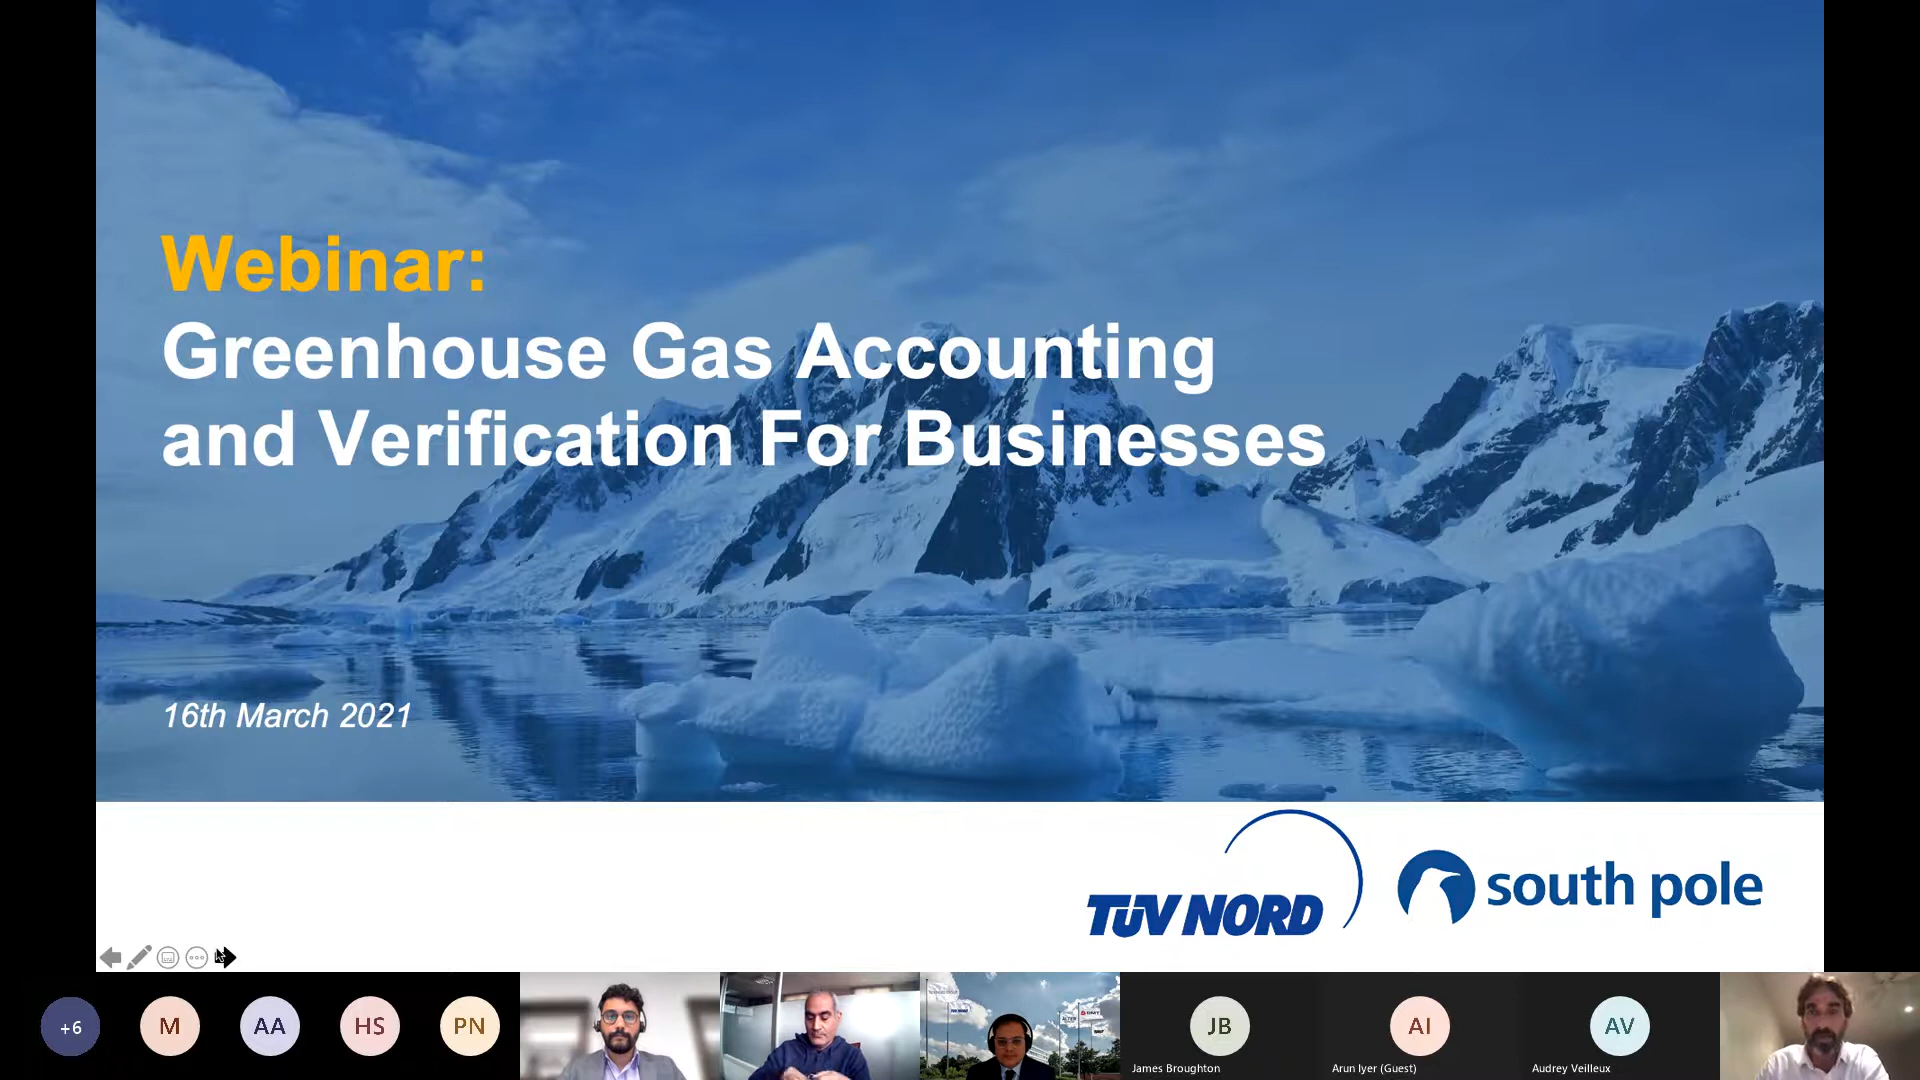 Webinar:
Greenhouse Gas Accounting
and Verification For Businesses
16th March 2021
TÜV NORD
south pole
+6
M
AA
HS
PN
JB
James Broughton
AI
Arun Iyer (Guest)
AV
Audrey Veilleux